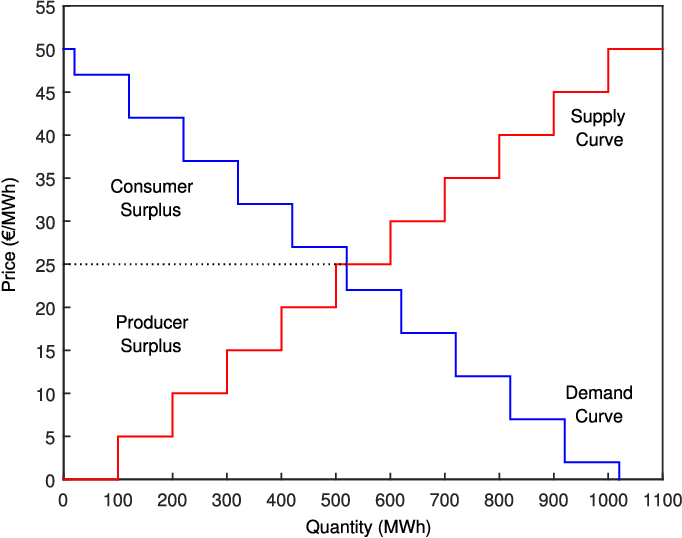 55
50
45
40
35
30
25
20
15
10
5
0
Price (€/MWh)
Supply
Curve
Consumer
Surplus
Producer
Surplus
Demand
Curve
0 100 200 300 400 500 600 700 800 900 1000 1100
Quantity (MWh)